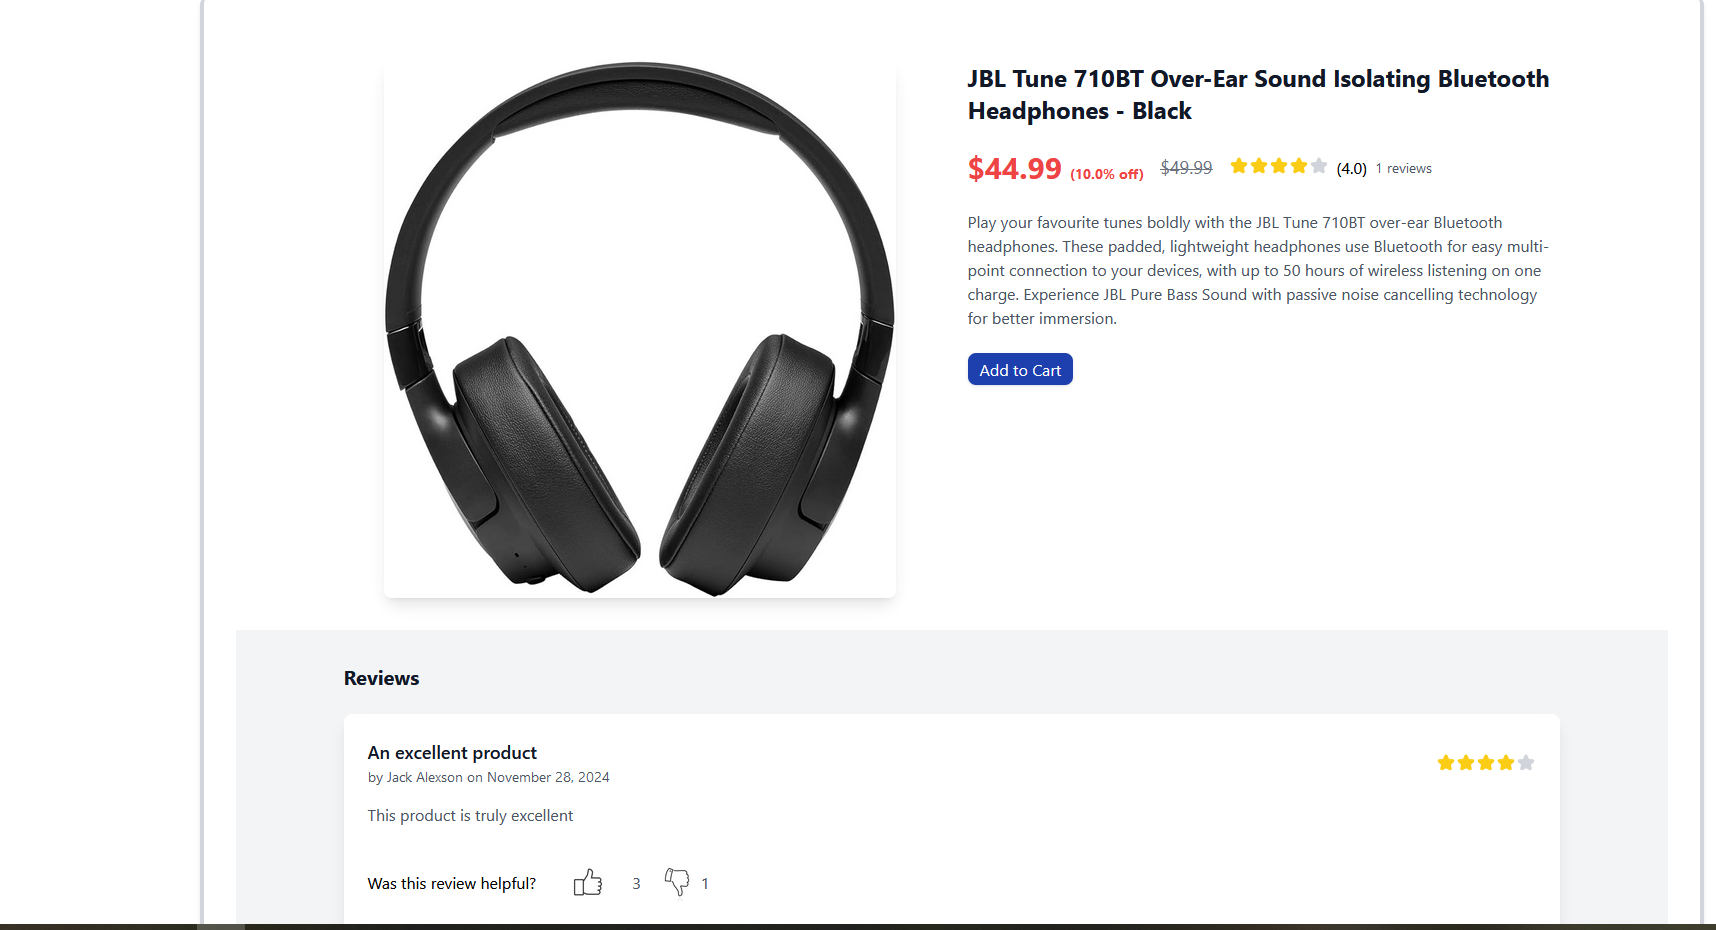 JBL Tune 710BT Over-Ear Sound Isolating Bluetooth
Headphones - Black
$44.99 (10.0% off) $49.99 (4.0) 1 reviews
Play your favourite tunes boldly with the JBL Tune 710BT over-ear Bluetooth
headphones. These padded, lightweight headphones use Bluetooth for easy multi-
point connection to your devices, with up to 50 hours of wireless listening on one
charge. Experience JBL Pure Bass Sound with passive noise cancelling technology
for better immersion.
Add to Cart
Reviews
An excellent product
by Jack Alexson on November 28, 2024
This product is truly excellent
Was this review helpful? 3 1